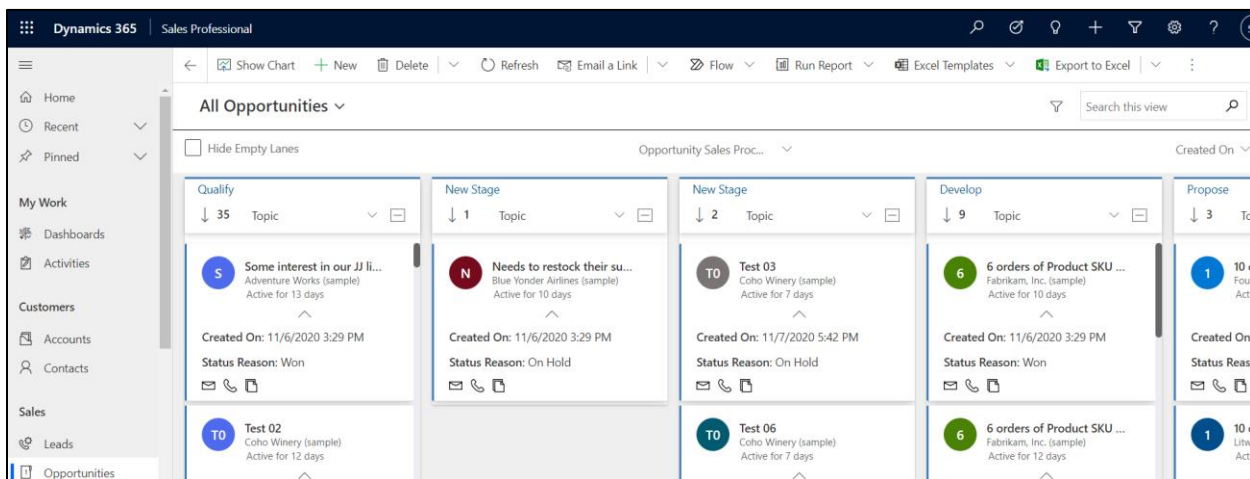 Dynamics 365 Sales Professional
Show Chart New Delete Refresh Email a Link Flow Run Report Excel Templates Export to Excel
Home
Recent
Pinned
My Work
Dashboards
Activities
Customers
Accounts
Contacts
Sales
Leads
Opportunities
All Opportunities
Search this view
Hide Empty Lanes
Opportunity Sales Proc...
Created On
Qualify
35 Topic
S
Some interest in our JJ li...
Adventure Works (sample)
Active for 13 days
Created On: 11/6/2020 3:29 PM
Status Reason: Won
T0
Test 02
Coho Winery (sample)
Active for 12 days
New Stage
1 Topic
N
Needs to restock their su...
Blue Yonder Airlines (sample)
Active for 10 days
Created On: 11/6/2020 3:29 PM
Status Reason: On Hold
New Stage
2 Topic
T0
Test 03
Coho Winery (sample)
Active for 7 days
Created On: 11/7/2020 5:42 PM
Status Reason: On Hold
T0
Test 06
Coho Winery (sample)
Active for 7 days
Develop
9 Topic
6
6 orders of Product SKU ...
Fabrikam, Inc. (sample)
Active for 10 days
Created On: 11/6/2020 3:29 PM
Status Reason: Won
6
6 orders of Product SKU ...
Fabrikam, Inc. (sample)
Active for 12 days
Propose
3
1
10
Created On
1
10